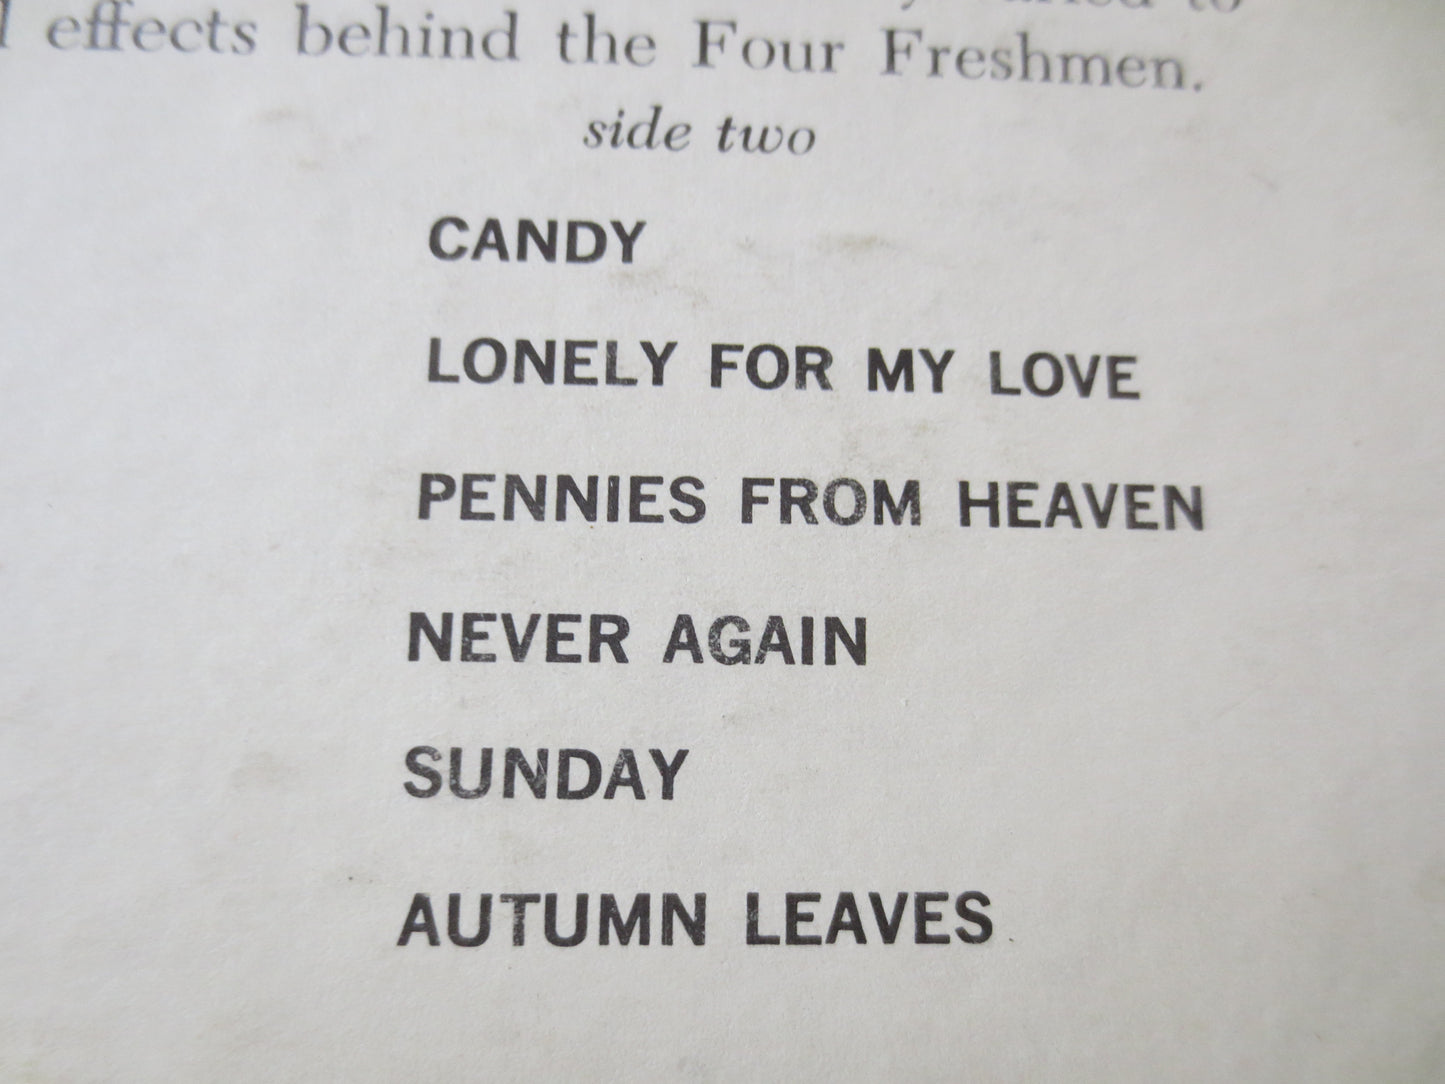 effects behind the Four Freshmen.
side two
CANDY
LONELY FOR MY LOVE
PENNIES FROM HEAVEN
NEVER AGAIN
SUNDAY
AUTUMN LEAVES